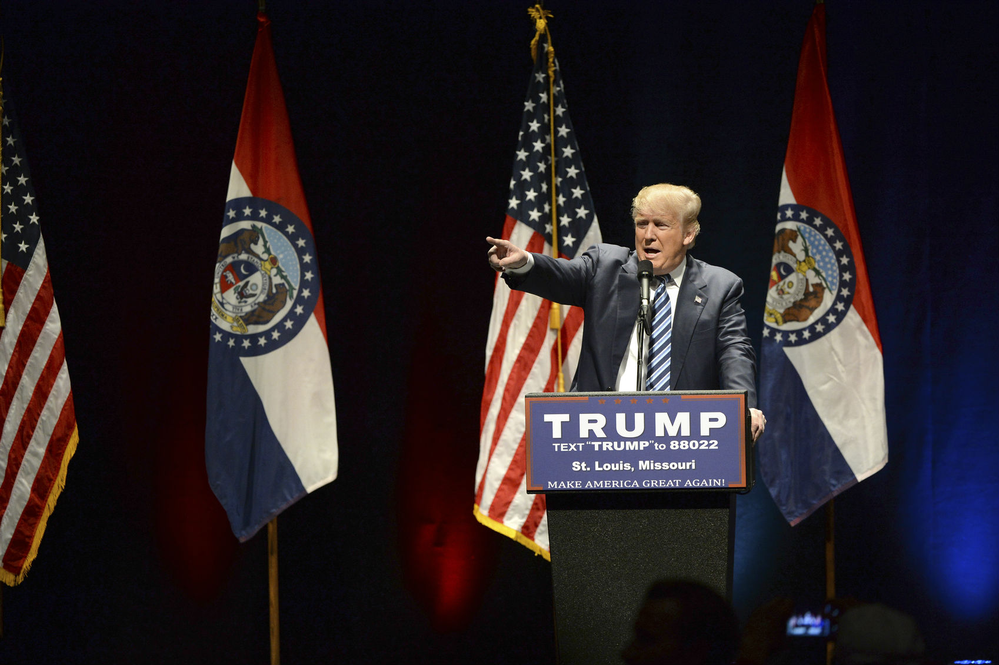 TRUMP
TEXT “TRUMP” to 88022
St. Louis, Missouri
MAKE AMERICA GREAT AGAIN!